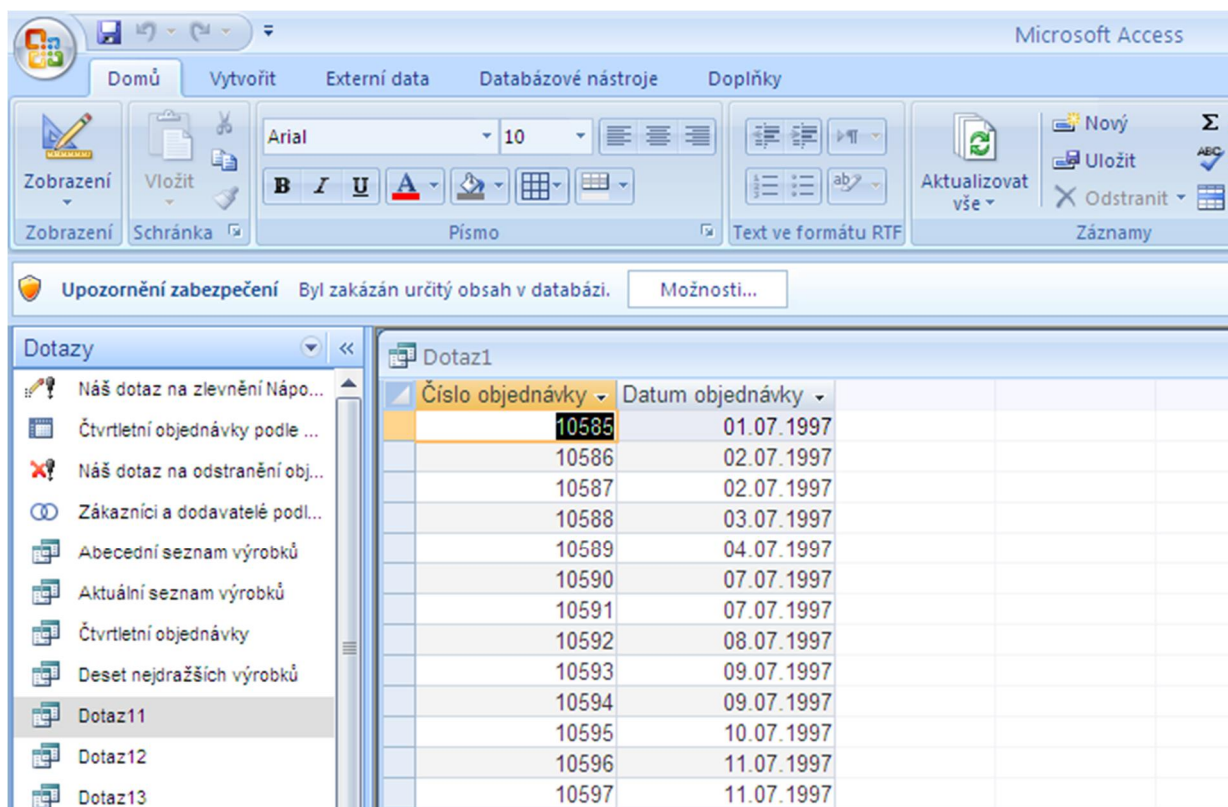 Microsoft Access
Domů Vytvořit Externí data Databázové nástroje Doplňky
Arial 10 Nový Σ
Zobrazení Vložit Aktualizovat vše Uložit ABC
B I U A ab Odstranit
Zobrazení Schránka Písmo Text ve formátu RTF Záznamy
Upozornění zabezpečení Byl zakázán určitý obsah v databázi. Možnosti...
Dotazy «
Náš dotaz na zlevnění Nápo...
Čtvrtletní objednávky podle ...
Náš dotaz na odstranění obj...
Zákazníci a dodavatelé podl...
Abecední seznam výrobků
Aktuální seznam výrobků
Čtvrtletní objednávky
Deset nejdražších výrobků
Dotaz11
Dotaz12
Dotaz13
Dotaz1
Číslo objednávky Datum objednávky
10585 01.07.1997
10586 02.07.1997
10587 02.07.1997
10588 03.07.1997
10589 04.07.1997
10590 07.07.1997
10591 07.07.1997
10592 08.07.1997
10593 09.07.1997
10594 09.07.1997
10595 10.07.1997
10596 11.07.1997
10597 11.07.1997